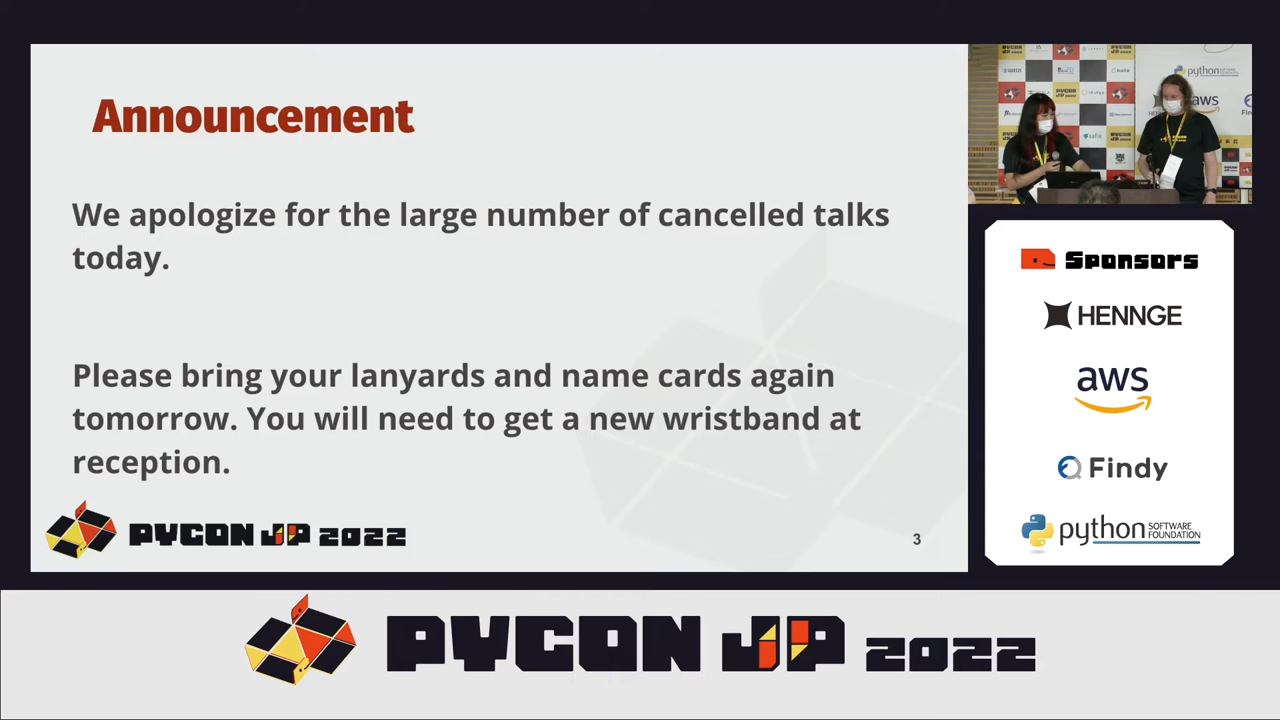 Announcement
We apologize for the large number of cancelled talks
today.
Please bring your lanyards and name cards again
tomorrow. You will need to get a new wristband at
reception.
PYCON JP 2022
3
python
aws
Sponsors
HENNGE
aws
Findy
python SOFTWARE
FOUNDATION
PYCON JP 2022